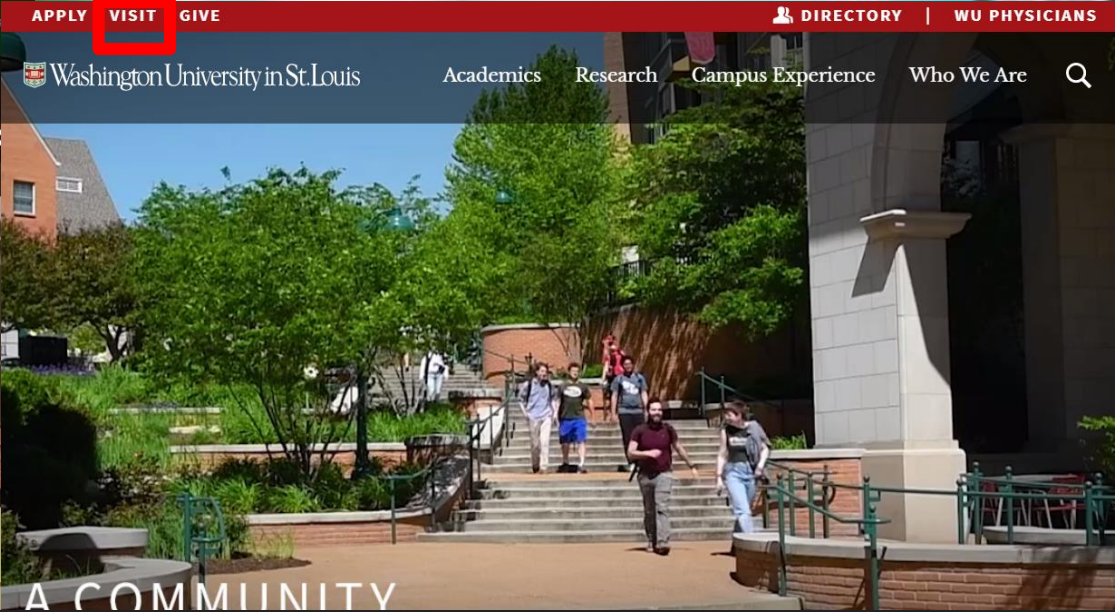 APPLY VISIT GIVE DIRECTORY | WU PHYSICIANS
Washington University in St. Louis Academics Research Campus Experience Who We Are
A COMMUNITY